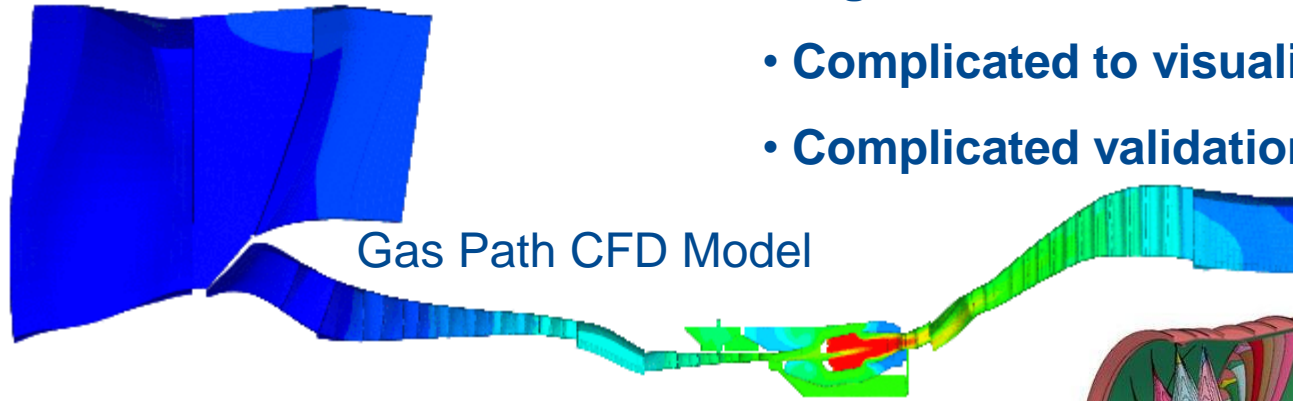 • Complicated to visuali
• Complicated validation
Gas Path CFD Model